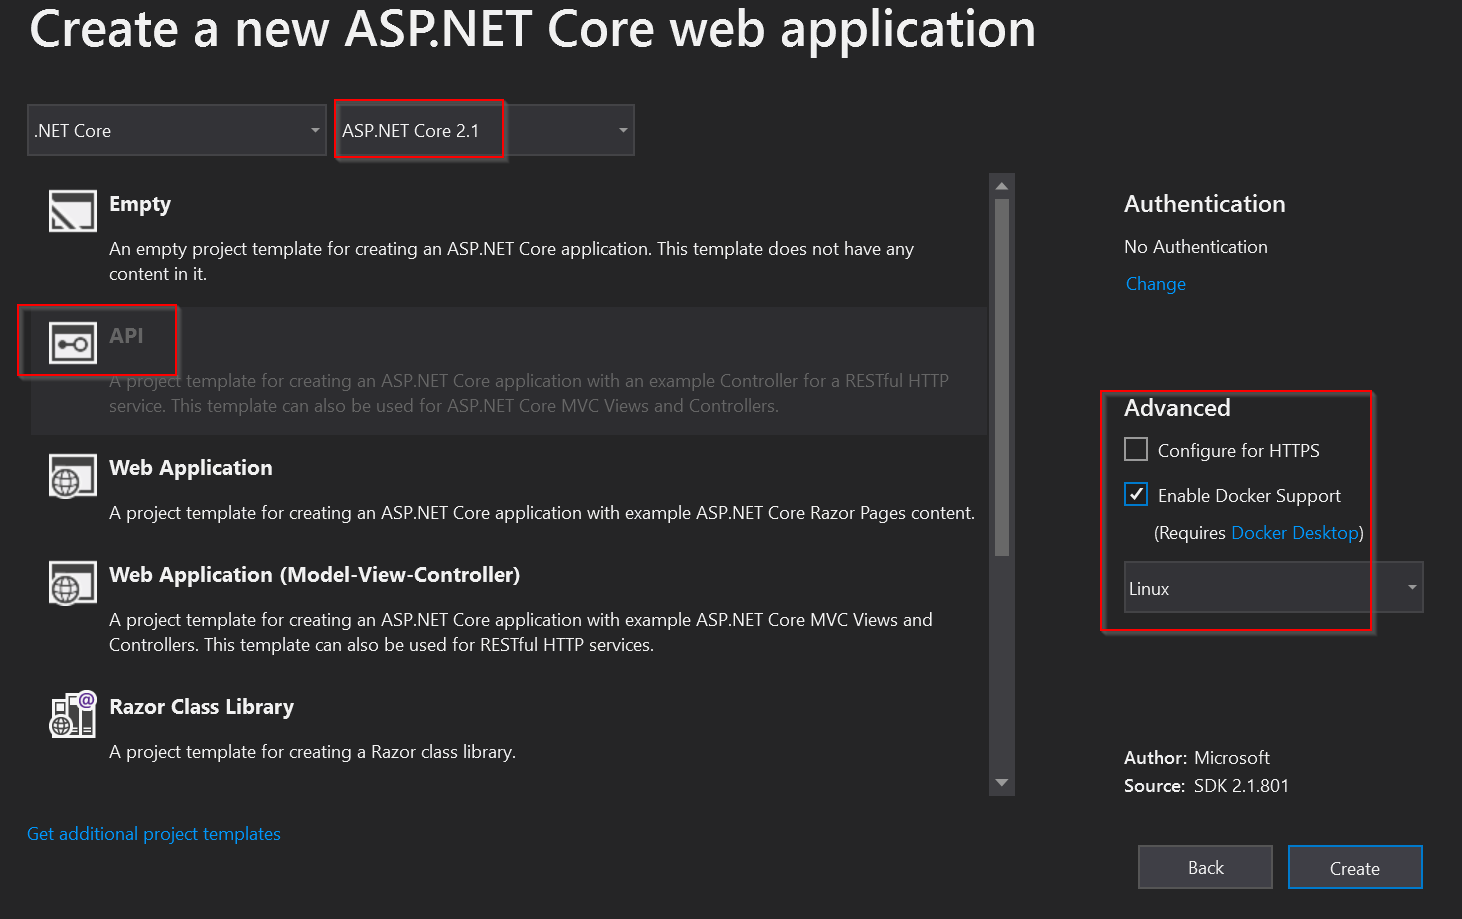 Create a new ASP.NET Core web application
.NET Core
ASP.NET Core 2.1
Empty
An empty project template for creating an ASP.NET Core application. This template does not have any
content in it.
API
A project template for creating an ASP.NET Core application with an example Controller for a RESTful HTTP
service. This template can also be used for ASP.NET Core MVC Views and Controllers.
Web Application
A project template for creating an ASP.NET Core application with example ASP.NET Core Razor Pages content.
Web Application (Model-View-Controller)
A project template for creating an ASP.NET Core application with example ASP.NET Core MVC Views and
Controllers. This template can also be used for RESTful HTTP services.
Razor Class Library
A project template for creating a Razor class library.
Get additional project templates
Authentication
No Authentication
Change
Advanced
Configure for HTTPS
Enable Docker Support
(Requires Docker Desktop)
Linux
Author: Microsoft
Source: SDK 2.1.801
Back
Create